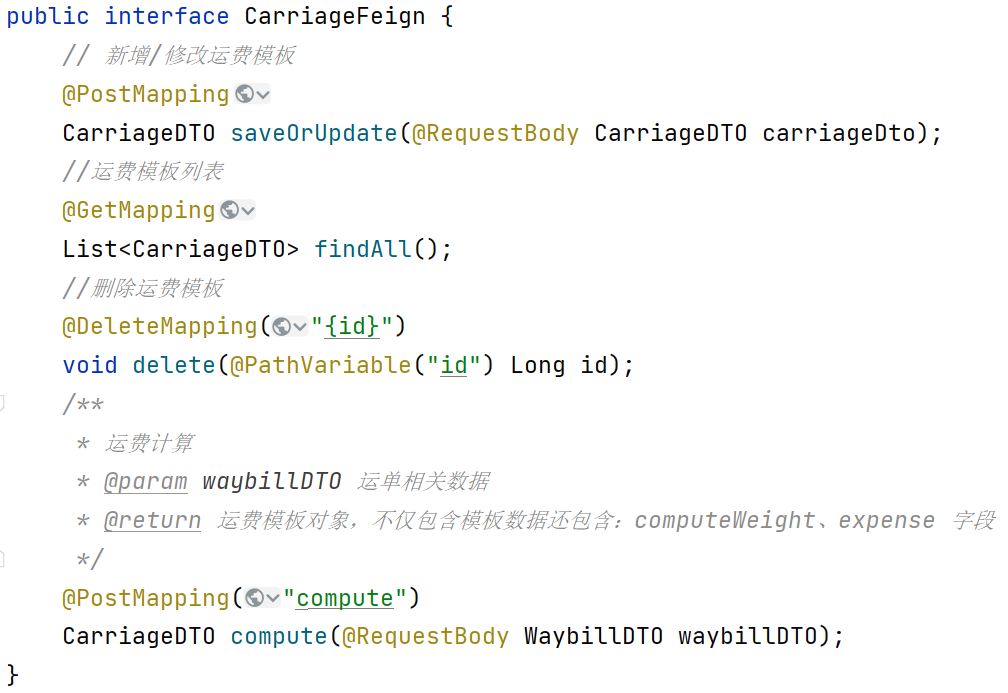 public interface CarriageFeign {
// 新增/修改运费模板
@PostMapping
CarriageDTO saveOrUpdate(@RequestBody CarriageDTO carriageDto);
//运费模板列表
@GetMapping
List<CarriageDTO> findAll();
//删除运费模板
@DeleteMapping("{id}")
void delete(@PathVariable("id") Long id);
/**
* 运费计算
* @param waybillDTO 运单相关数据
* @return 运费模板对象，不仅包含模板数据还包含：computeWeight、expense 字段
*/
@PostMapping("compute")
CarriageDTO compute(@RequestBody WaybillDTO waybillDTO);
}